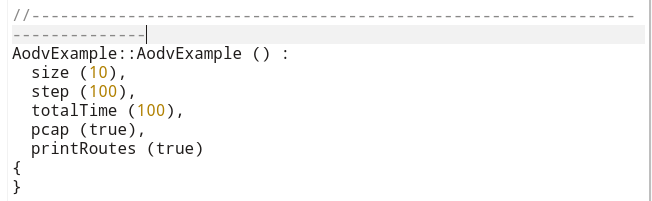 //---------------------------------------------------------------
--------------
AodvExample::AodvExample () :
  size (10),
  step (100),
  totalTime (100),
  pcap (true),
  printRoutes (true)
{
}